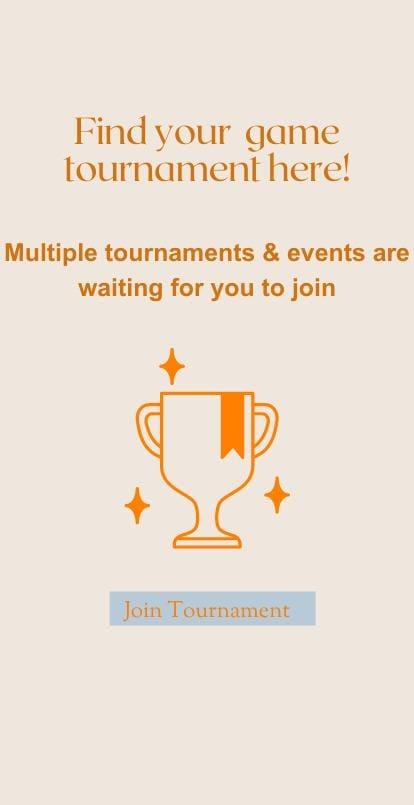 Find your game
tournament here!
Multiple tournaments & events are
waiting for you to join
Join Tournament